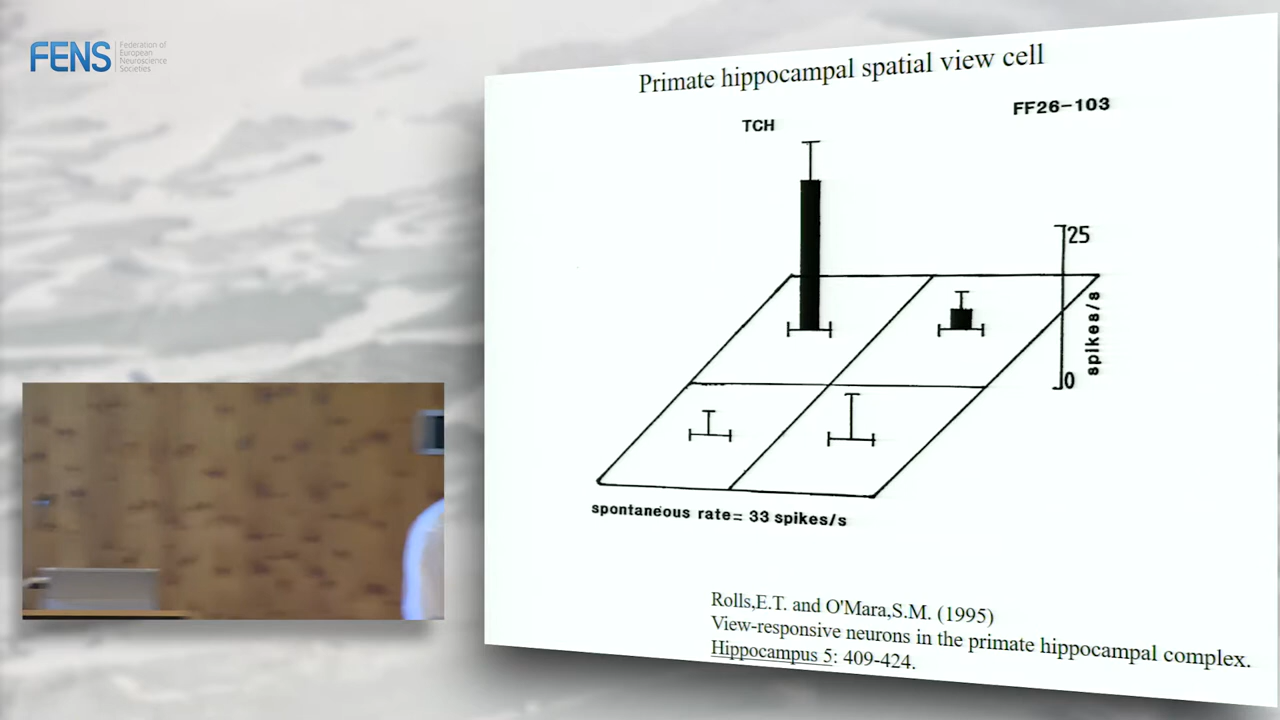 FENS
Federation of
European
Neuroscience
Societies
Primate hippocampal spatial view cell
TCH
FF26-103
25
spikes/s
0
spontaneous rate= 33 spikes/s
Rolls,E.T. and O'Mara,S.M. (1995)
View-responsive neurons in the primate hippocampal complex.
Hippocampus 5: 409-424.